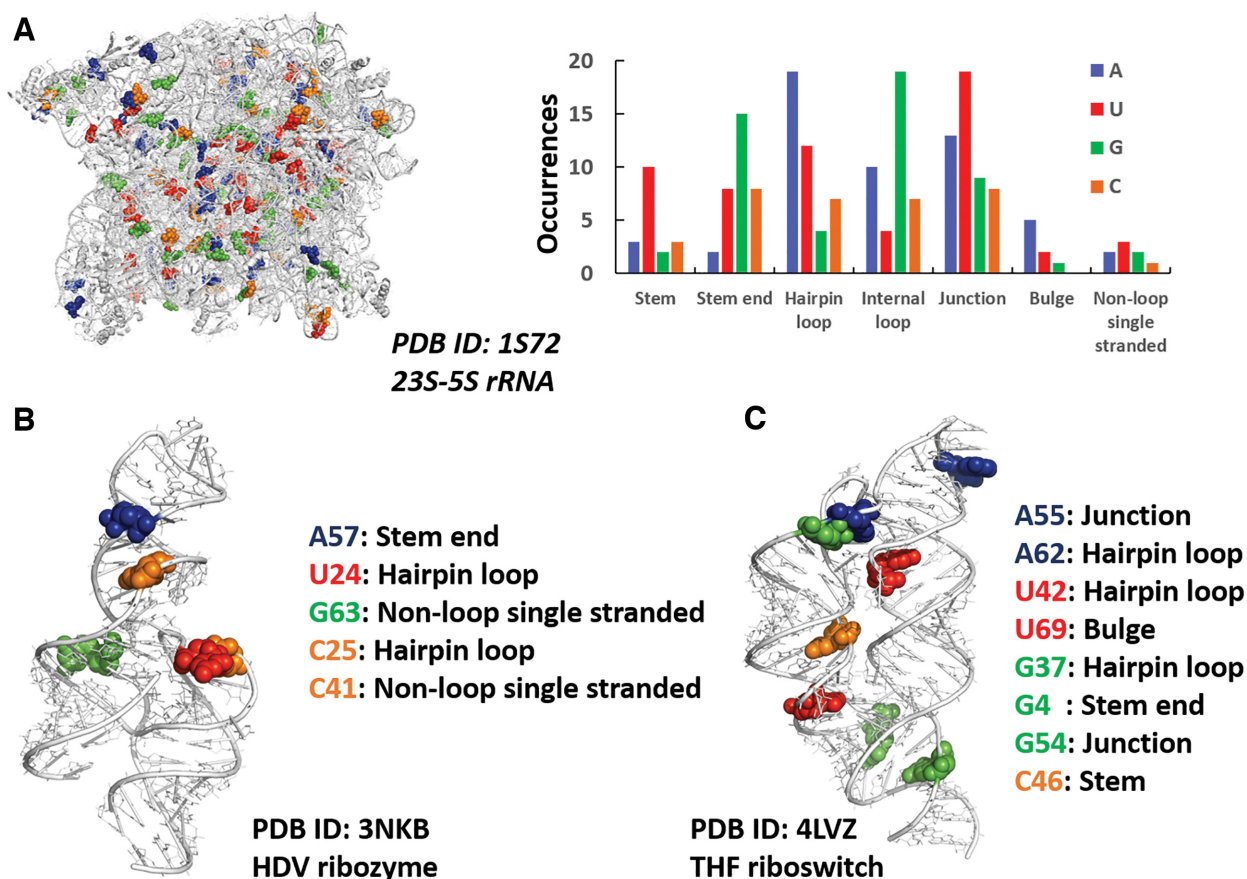 A
PDB ID: 1S72
23S-5S rRNA
Occurrences
20
15
10
5
0
A
U
G
C
Stem
Stem end
Hairpin
loop
Internal
loop
Junction
Bulge
Non-loop
single
stranded
B
A57: Stem end
U24: Hairpin loop
G63: Non-loop single stranded
C25: Hairpin loop
C41: Non-loop single stranded
PDB ID: 3NKB
HDV ribozyme
C
A55: Junction
A62: Hairpin loop
U42: Hairpin loop
U69: Bulge
G37: Hairpin loop
G4 : Stem end
G54: Junction
C46: Stem
PDB ID: 4LVZ
THF riboswitch